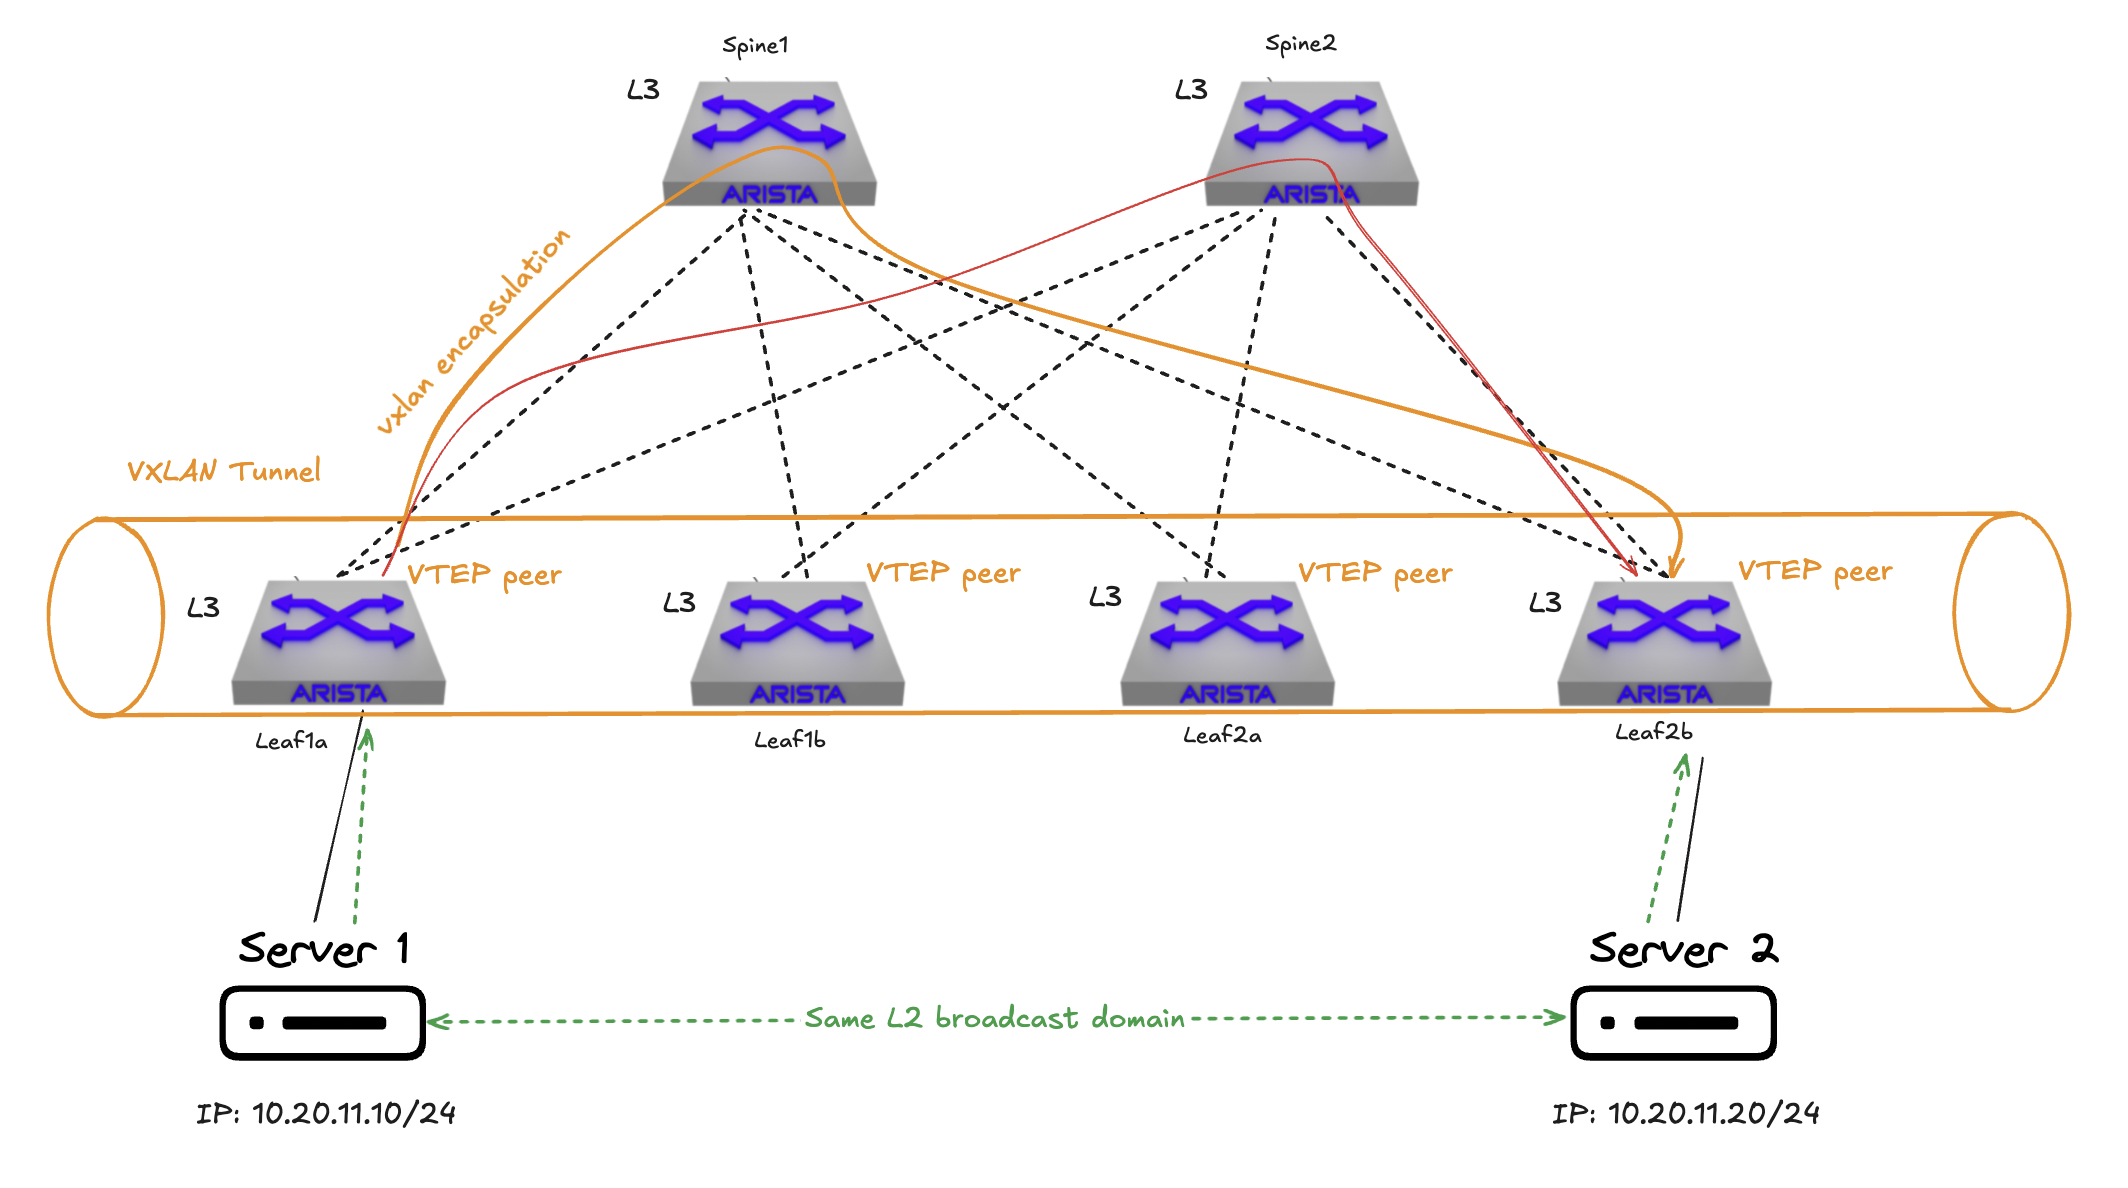 Spine1
Spine2
L3
L3
ARISTA
ARISTA
vxlan encapsulation
VXLAN Tunnel
VTEP peer
VTEP peer
VTEP peer
VTEP peer
L3
L3
L3
L3
ARISTA
ARISTA
ARISTA
ARISTA
Leaf1a
Leaf1b
Leaf2a
Leaf2b
Server 1
Server 2
Same L2 broadcast domain
IP: 10.20.11.10/24
IP: 10.20.11.20/24